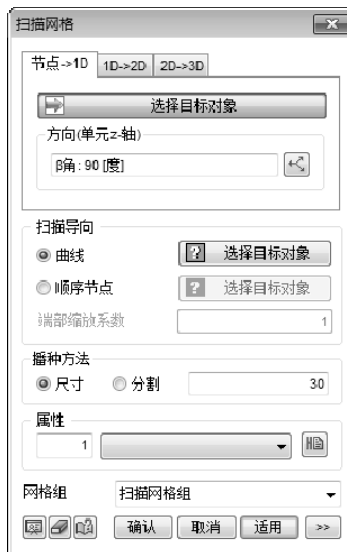 扫描网格
节点->1D 1D->2D 2D->3D
选择目标对象
方向(单元z-轴)
β角: 90 [度]
扫描导向
曲线 ? 选择目标对象
顺序节点 ? 选择目标对象
端部缩放系数 1
播种方法
尺寸 分割 30
属性
1
网格组 扫描网格组
确认 取消 适用 >>